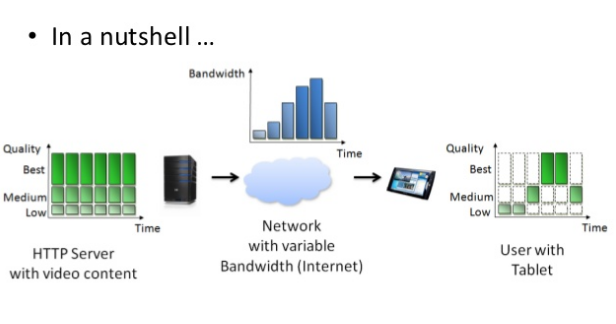 • In a nutshell ...
Bandwidth
Time
Quality
Best
Medium
Low
Time
HTTP Server
with video content
Network
with variable
Bandwidth (Internet)
Quality
Best
Medium
Low
Time
User with
Tablet